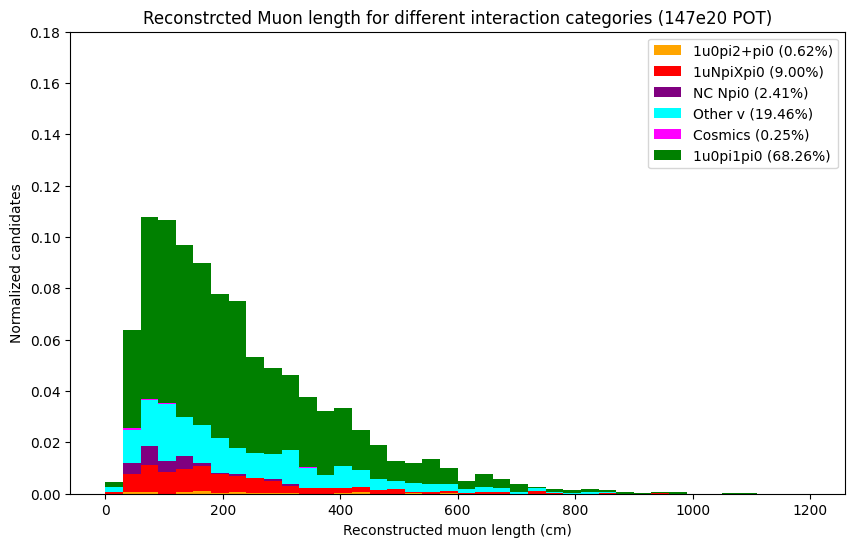 Reconstrcted Muon length for different interaction categories (147e20 POT)
1u0pi2+pi0 (0.62%)
1uNpiXpi0 (9.00%)
NC Npi0 (2.41%)
Other v (19.46%)
Cosmics (0.25%)
1u0pi1pi0 (68.26%)
Normalized candidates
0.18
0.16
0.14
0.12
0.10
0.08
0.06
0.04
0.02
0.00
0 200 400 600 800 1000 1200
Reconstructed muon length (cm)